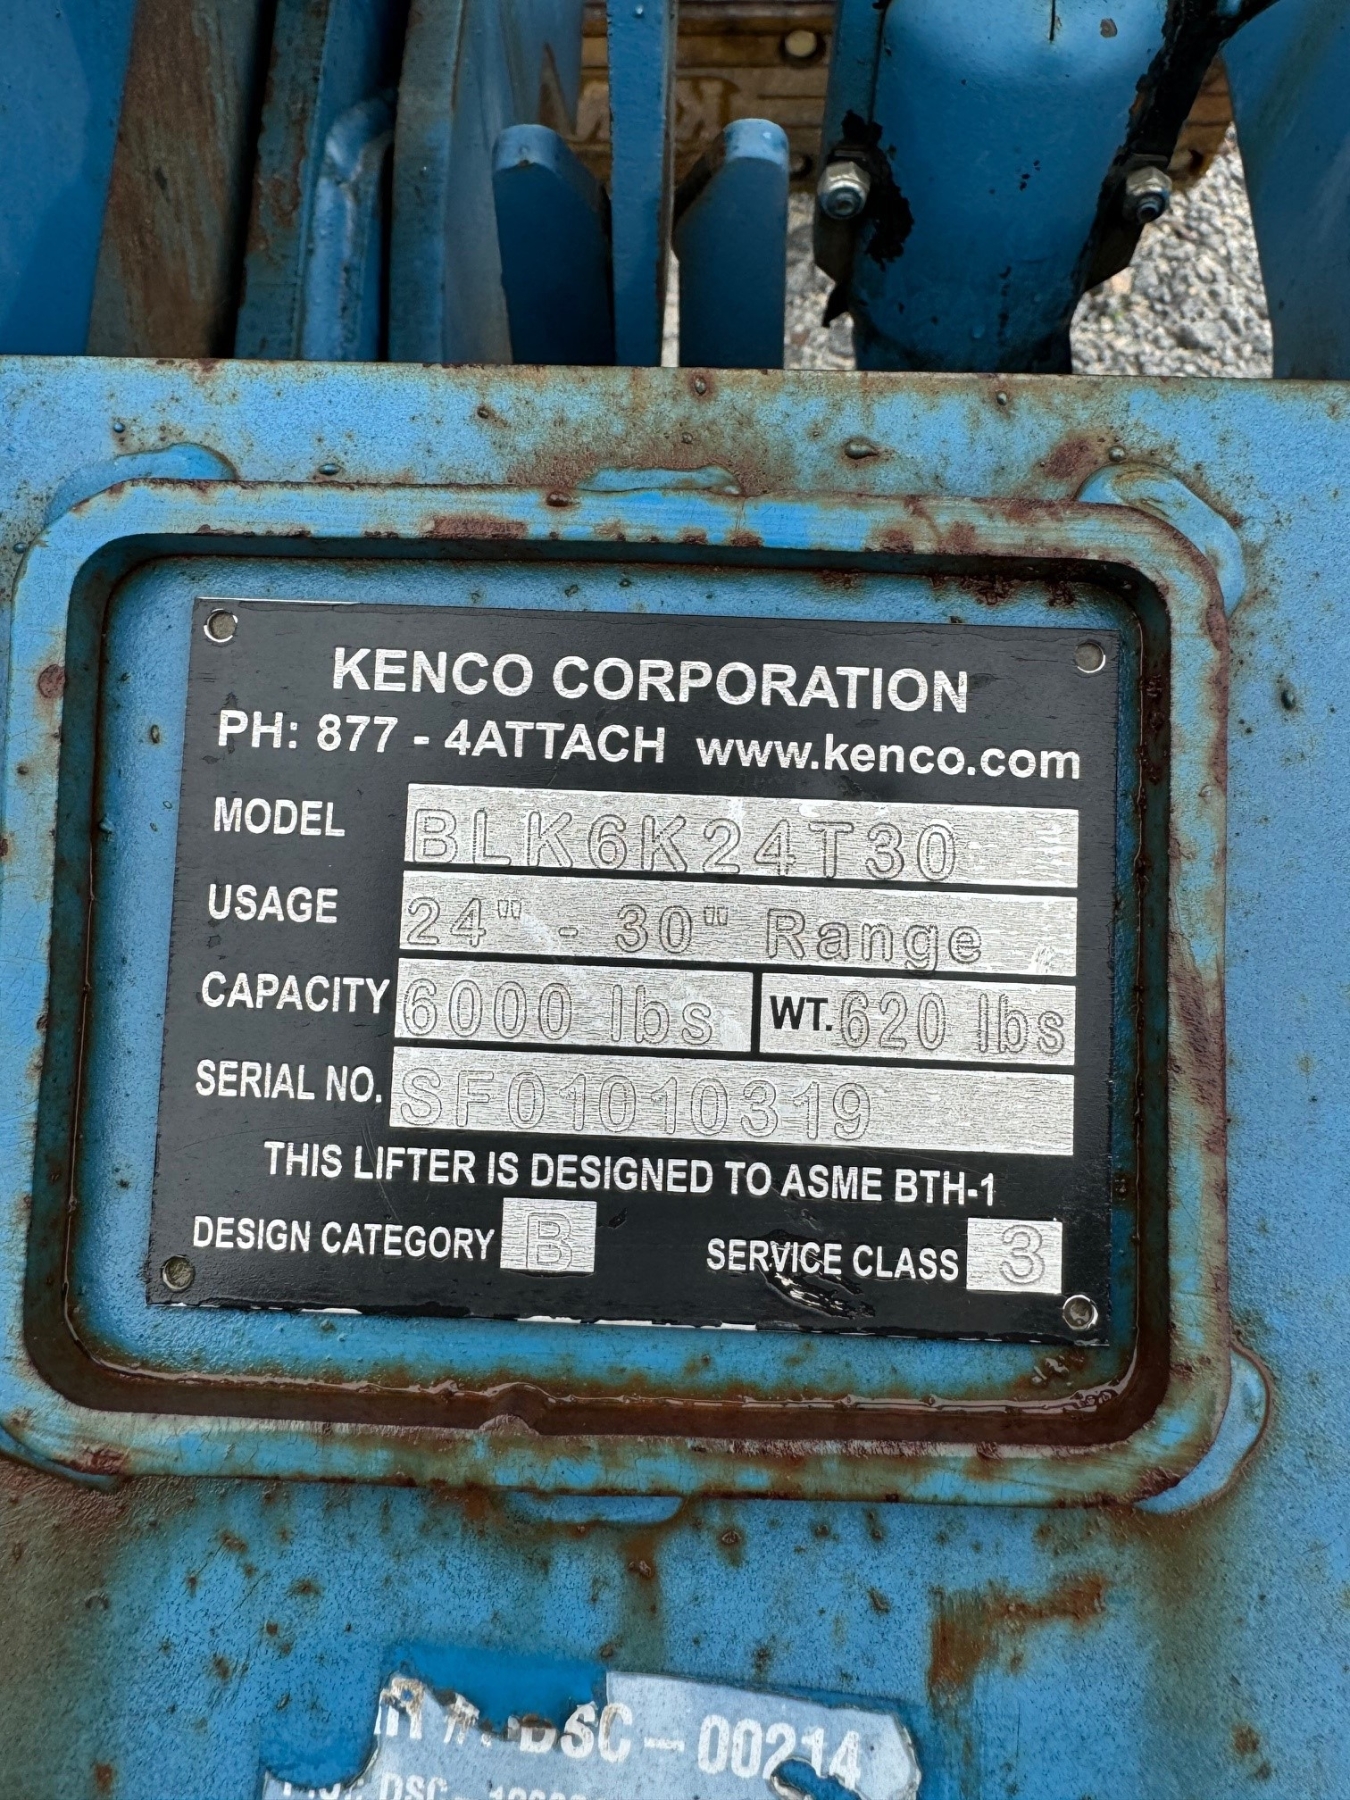 KENCO CORPORATION
PH: 877 - 4ATTACH www.kenco.com
MODEL BLK6K24T30
USAGE 24" - 30" Range
CAPACITY 6000 lbs WT. 620 lbs
SERIAL NO. SF01010319
THIS LIFTER IS DESIGNED TO ASME BTH-1
DESIGN CATEGORY B SERVICE CLASS 3
DSC-00214
DSC-